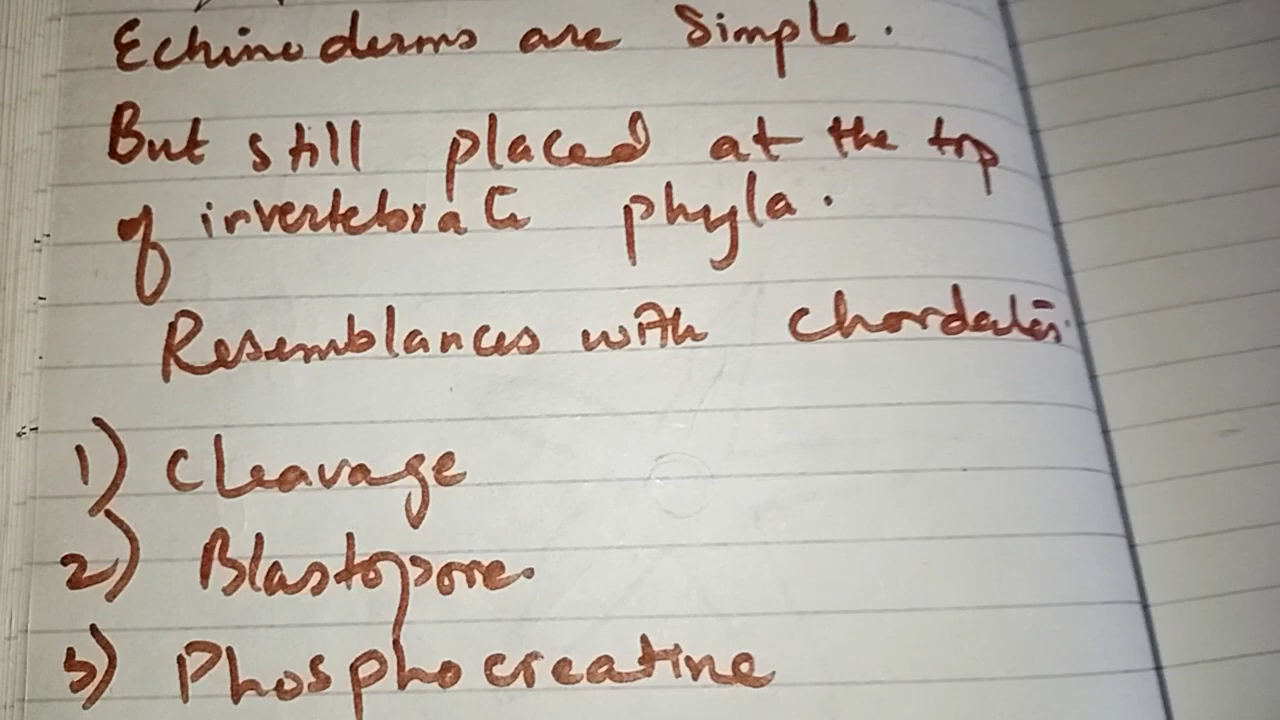 Echinoderms are Simple.
But still placed at the top
of invertebrate phyla.
Resemblances with chordates.
1) Cleavage
2) Blastopore.
3) Phosphocreatine